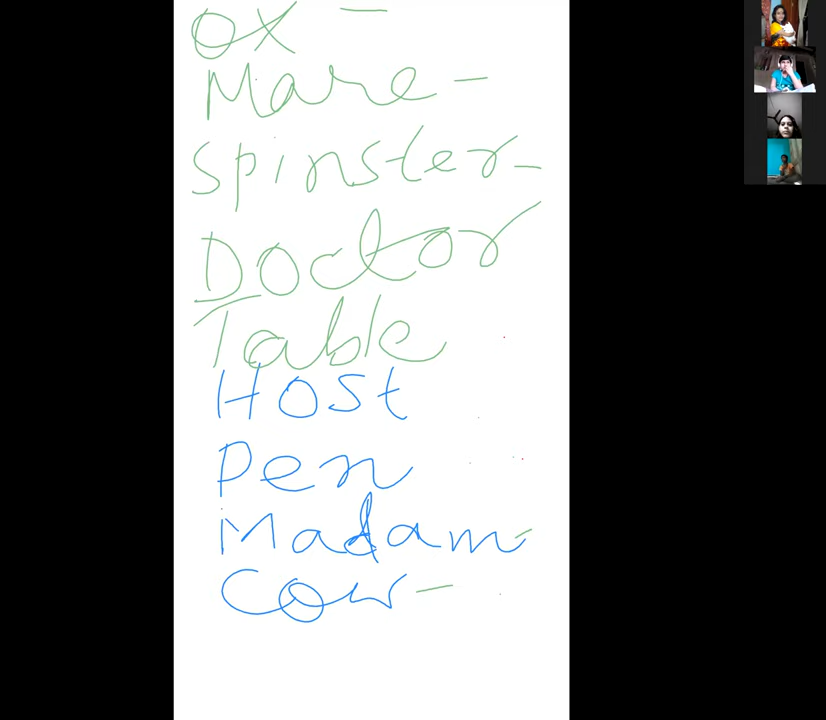 Ox -
Mare -
Spinster -
Doctor
Table
Host
Pen
Madam -
Cow -